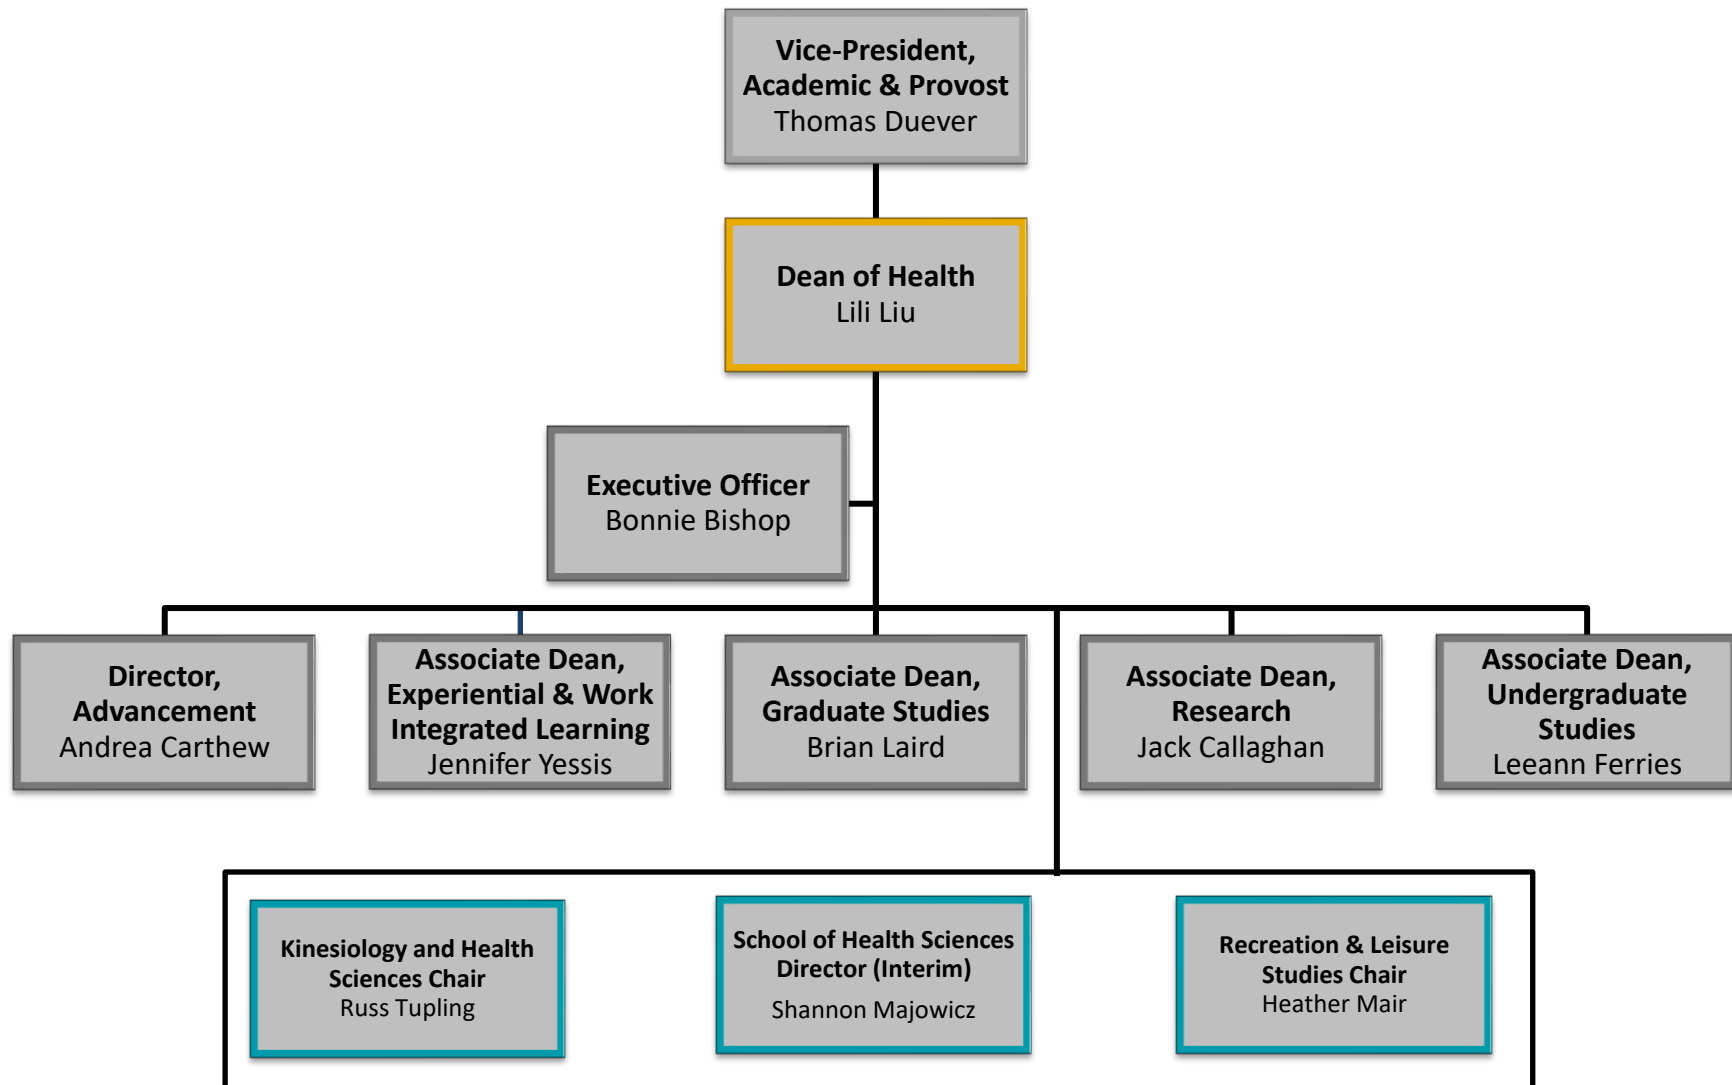 Vice-President,
Academic & Provost
Thomas Duever
Dean of Health
Lili Liu
Executive Officer
Bonnie Bishop
Director,
Advancement
Andrea Carthew
Associate Dean,
Experiential & Work
Integrated Learning
Jennifer Yessis
Associate Dean,
Graduate Studies
Brian Laird
Associate Dean,
Research
Jack Callaghan
Associate Dean,
Undergraduate
Studies
Leeann Ferries
Kinesiology and Health
Sciences Chair
Russ Tupling
School of Health Sciences
Director (Interim)
Shannon Majowicz
Recreation & Leisure
Studies Chair
Heather Mair